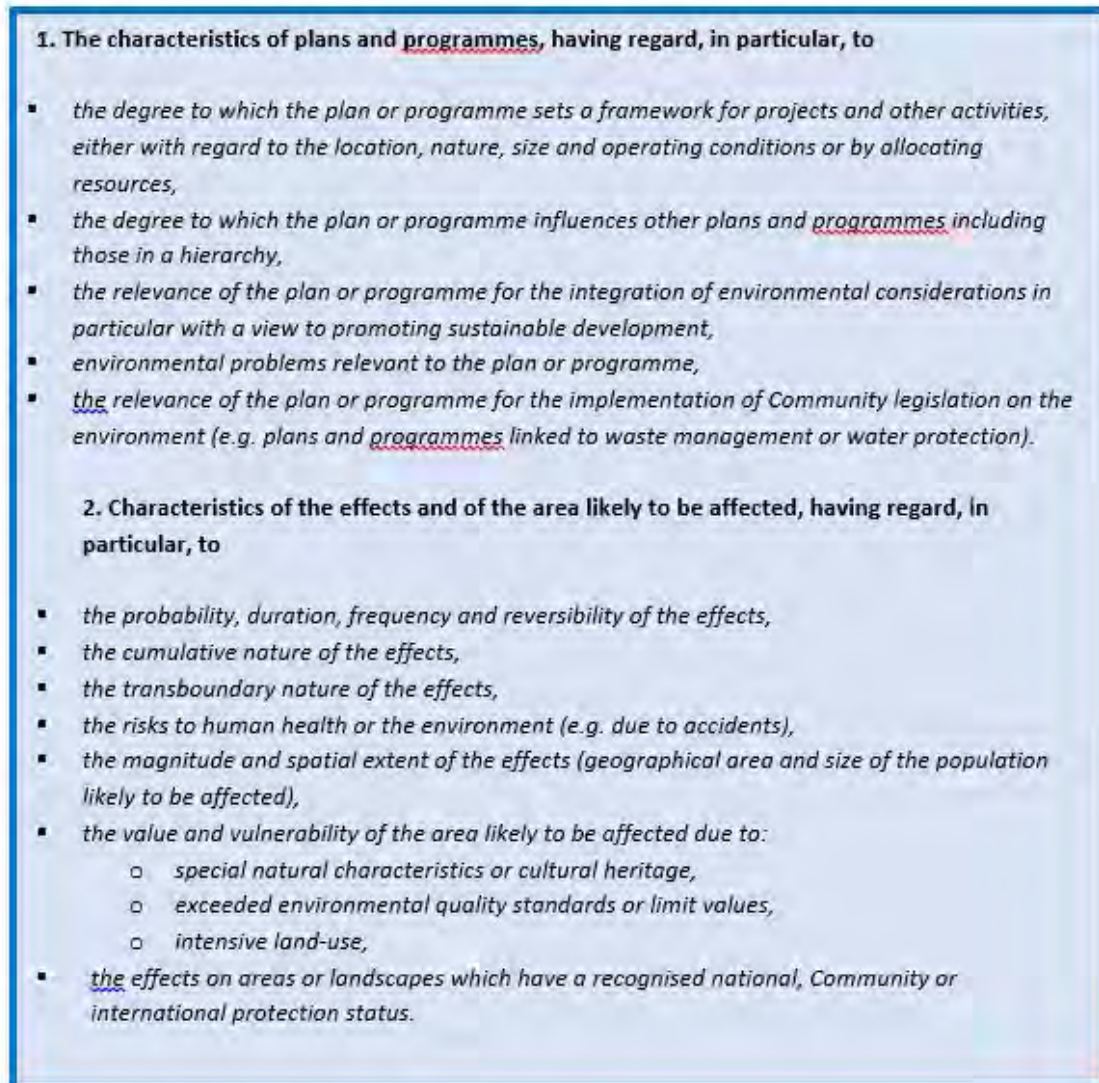 1. The characteristics of plans and programmes, having regard, in particular, to
▪ the degree to which the plan or programme sets a framework for projects and other activities,
either with regard to the location, nature, size and operating conditions or by allocating
resources,
▪ the degree to which the plan or programme influences other plans and programmes including
those in a hierarchy,
▪ the relevance of the plan or programme for the integration of environmental considerations in
particular with a view to promoting sustainable development,
▪ environmental problems relevant to the plan or programme,
▪ the relevance of the plan or programme for the implementation of Community legislation on the
environment (e.g. plans and programmes linked to waste management or water protection).
2. Characteristics of the effects and of the area likely to be affected, having regard, in
particular, to
▪ the probability, duration, frequency and reversibility of the effects,
▪ the cumulative nature of the effects,
▪ the transboundary nature of the effects,
▪ the risks to human health or the environment (e.g. due to accidents),
▪ the magnitude and spatial extent of the effects (geographical area and size of the population
likely to be affected),
▪ the value and vulnerability of the area likely to be affected due to:
o special natural characteristics or cultural heritage,
o exceeded environmental quality standards or limit values,
o intensive land-use,
▪ the effects on areas or landscapes which have a recognised national, Community or
international protection status.